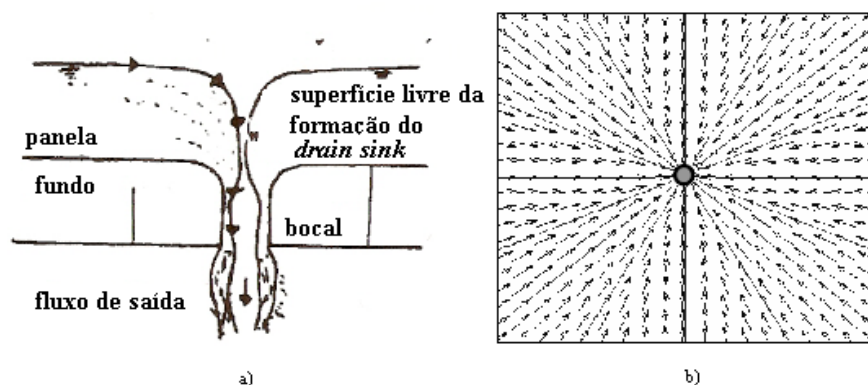 superfície livre da
formação do
drain sink
panela
fundo
bocal
fluxo de saída
a)
b)